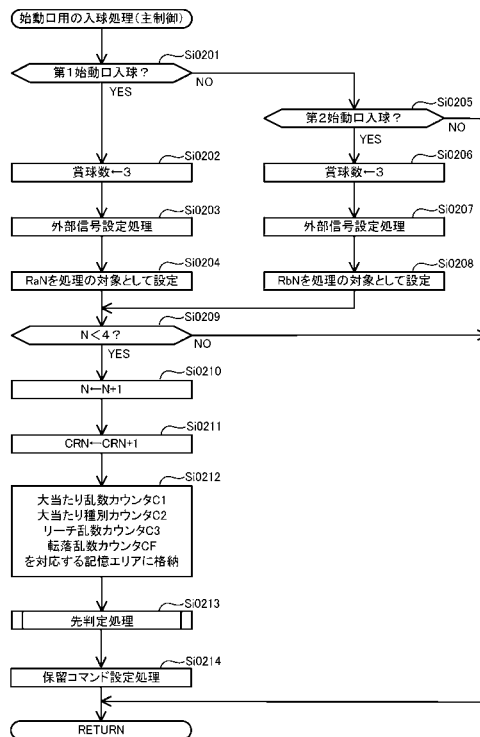 始動口用の入球処理(主制御)
Si0201
第1始動口入球?
NO
YES
Si0205
第2始動口入球?
NO
YES
Si0202
賞球数←3
Si0206
賞球数←3
Si0203
外部信号設定処理
Si0207
外部信号設定処理
Si0204
RaNを処理の対象として設定
Si0208
RbNを処理の対象として設定
Si0209
N<4?
NO
YES
Si0210
N←N+1
Si0211
CRN←CRN+1
Si0212
大当たり乱数カウンタC1
大当たり種別カウンタC2
リーチ乱数カウンタC3
転落乱数カウンタCF
を対応する記憶エリアに格納
Si0213
先判定処理
Si0214
保留コマンド設定処理
RETURN